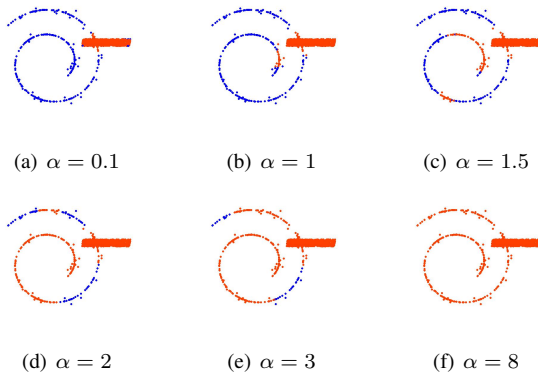 (a) α = 0.1 (b) α = 1 (c) α = 1.5
(d) α = 2 (e) α = 3 (f) α = 8